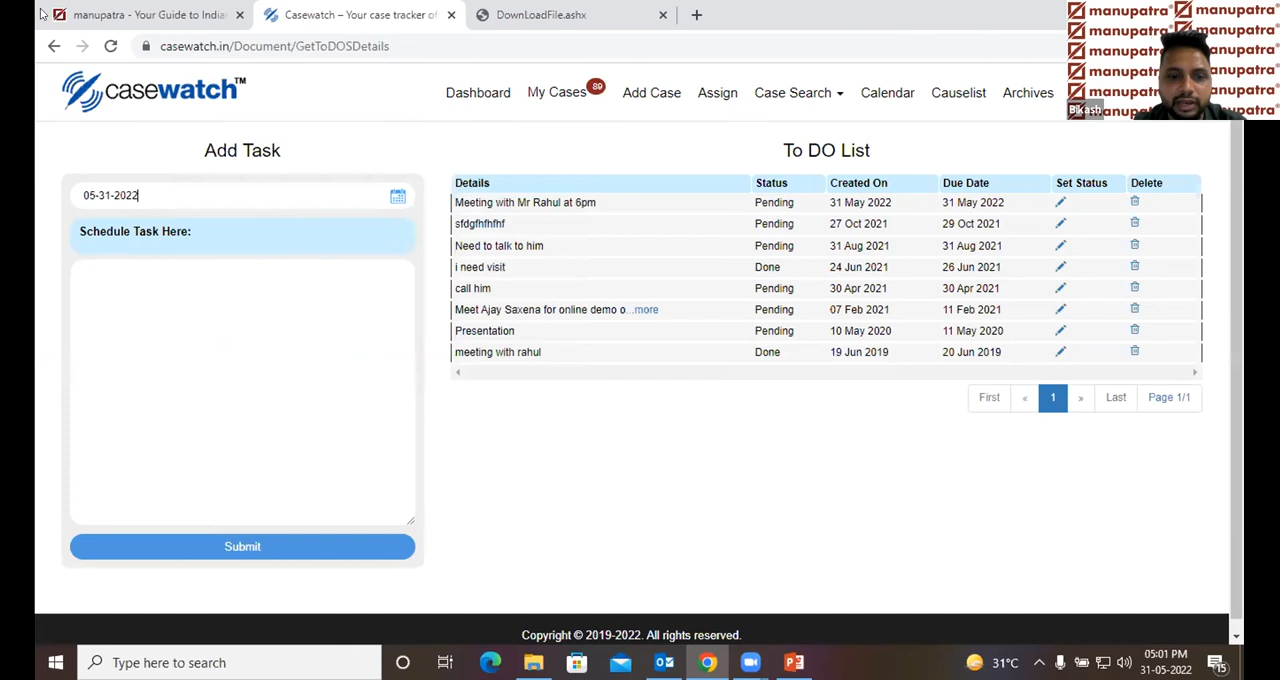 manupatra - Your Guide to Indian
Casewatch – Your case tracker of
DownLoadFile.ashx
casewatch.in/Document/GetToDOSDetails
manupatra® manupatra®
manupatra®
manupatra®
manupatra
Bikash
casewatch™
Dashboard
My Cases 89
Add Case
Assign
Case Search
Calendar
Causelist
Archives
Add Task
05-31-2022
Schedule Task Here:
Submit
To DO List
Details Status Created On Due Date Set Status Delete
Meeting with Mr Rahul at 6pm Pending 31 May 2022 31 May 2022
sfdgfhfhfhf Pending 27 Oct 2021 29 Oct 2021
Need to talk to him Pending 31 Aug 2021 31 Aug 2021
i need visit Done 24 Jun 2021 26 Jun 2021
call him Pending 30 Apr 2021 30 Apr 2021
Meet Ajay Saxena for online demo o...more Pending 07 Feb 2021 11 Feb 2021
Presentation Pending 10 May 2020 11 May 2020
meeting with rahul Done 19 Jun 2019 20 Jun 2019
First « 1 » Last Page 1/1
Copyright © 2019-2022. All rights reserved.
Type here to search
31°C
05:01 PM
31-05-2022
15